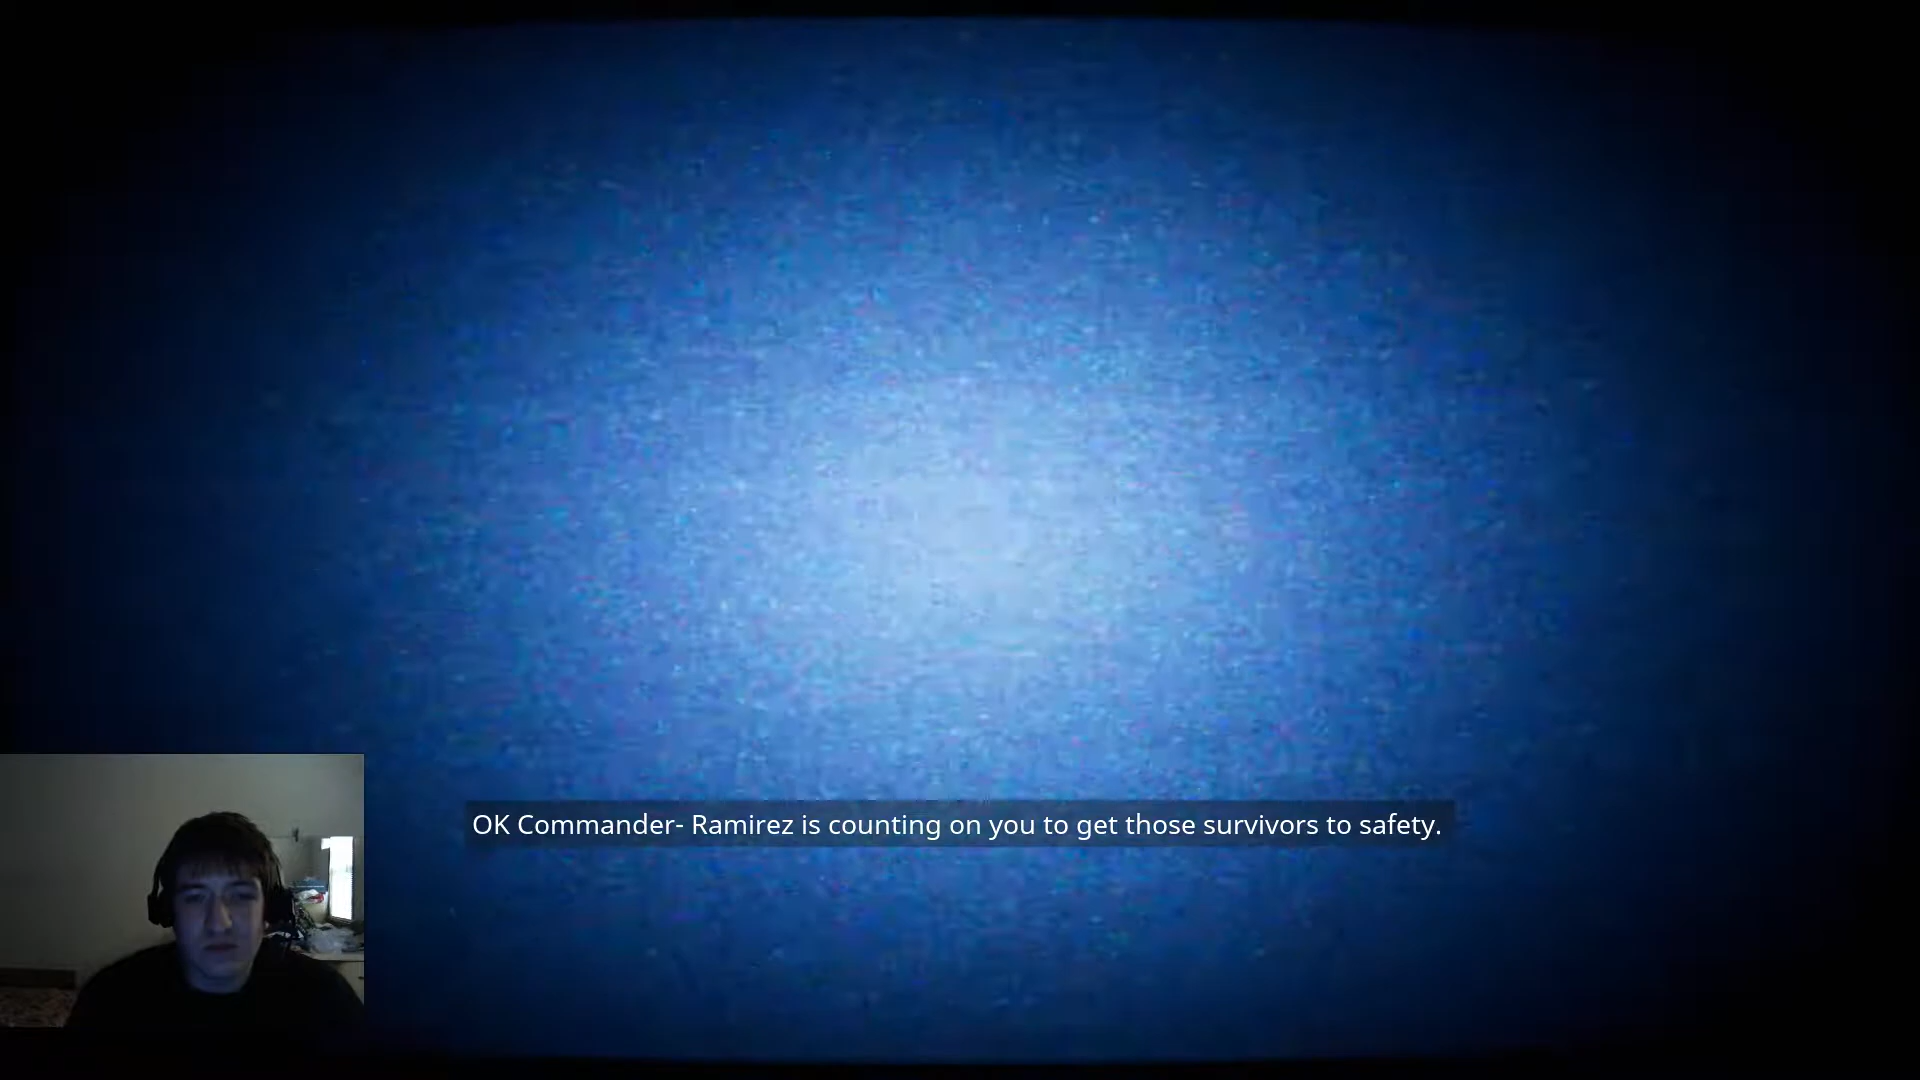 OK Commander- Ramirez is counting on you to get those survivors to safety.